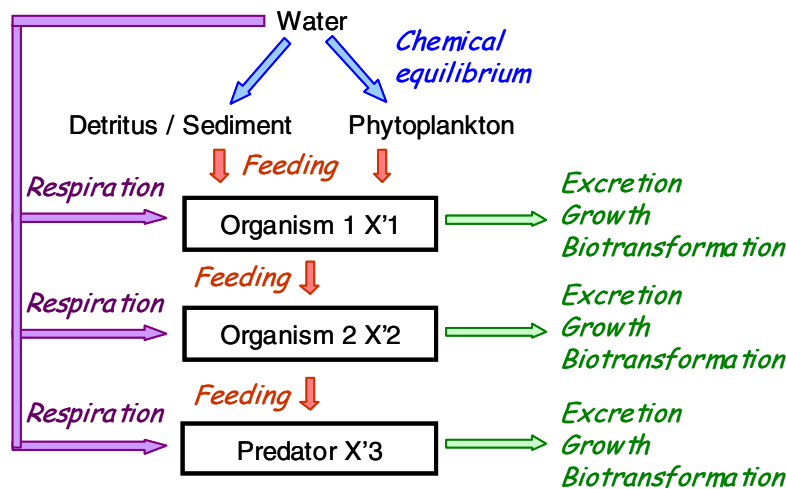 Water
Chemical
equilibrium
Detritus / Sediment
Phytoplankton
Feeding
Respiration
Organism 1 X'1
Excretion
Growth
Biotransformation
Feeding
Respiration
Organism 2 X'2
Excretion
Growth
Biotransformation
Feeding
Respiration
Predator X'3
Excretion
Growth
Biotransformation